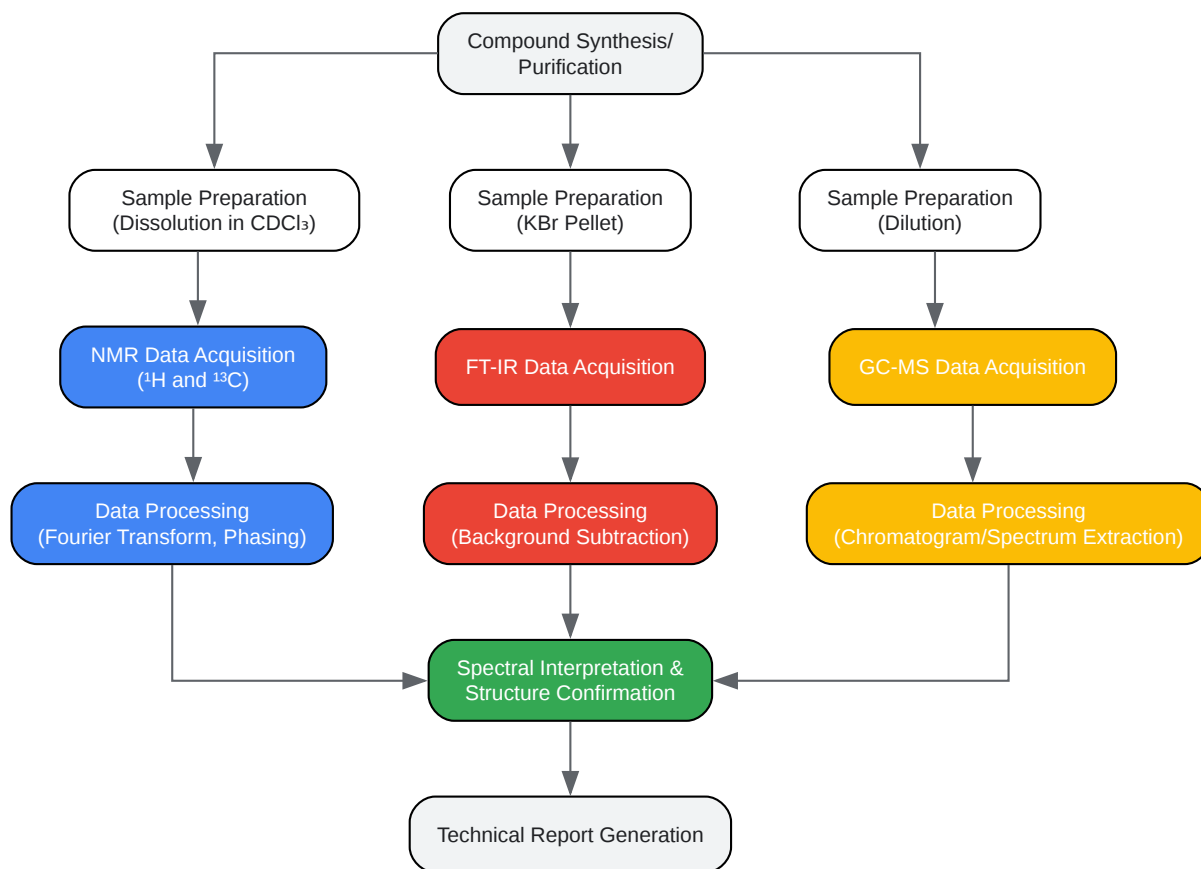 Compound Synthesis/
Purification
Sample Preparation
(Dissolution in CDCl₃)
Sample Preparation
(KBr Pellet)
Sample Preparation
(Dilution)
NMR Data Acquisition
(¹H and ¹³C)
FT-IR Data Acquisition
GC-MS Data Acquisition
Data Processing
(Fourier Transform, Phasing)
Data Processing
(Background Subtraction)
Data Processing
(Chromatogram/Spectrum Extraction)
Spectral Interpretation &
Structure Confirmation
Technical Report Generation